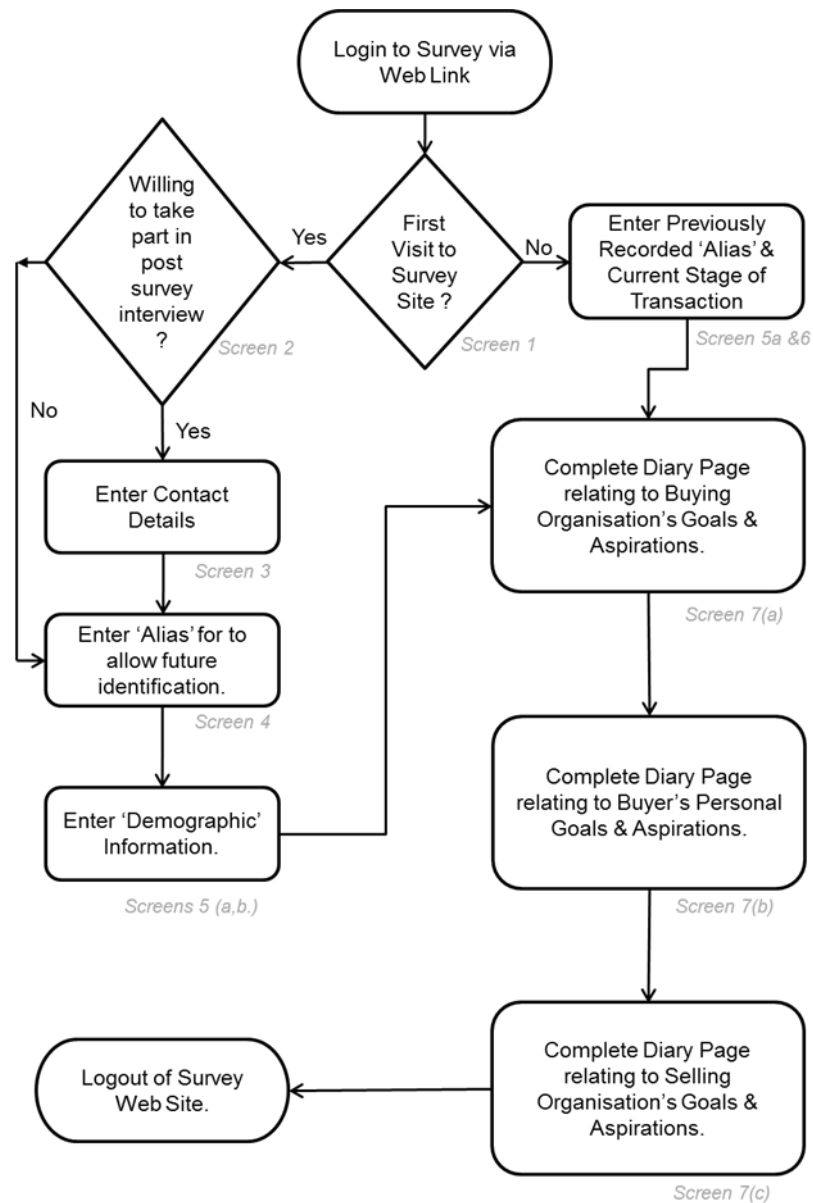 Login to Survey via
Web Link
Willing
to take
part in
post
survey
interview
?
Screen 2
Yes
First
Visit to
Survey
Site ?
Screen 1
No
Enter Previously
Recorded ‘Alias’ &
Current Stage of
Transaction
Screen 5a &6
No
Yes
Enter Contact
Details
Screen 3
Enter ‘Alias’ for to
allow future
identification.
Screen 4
Enter ‘Demographic’
Information.
Screens 5 (a,b.)
Complete Diary Page
relating to Buying
Organisation’s Goals &
Aspirations.
Screen 7(a)
Complete Diary Page
relating to Buyer’s Personal
Goals & Aspirations.
Screen 7(b)
Complete Diary Page
relating to Selling
Organisation’s Goals &
Aspirations.
Screen 7(c)
Logout of Survey
Web Site.